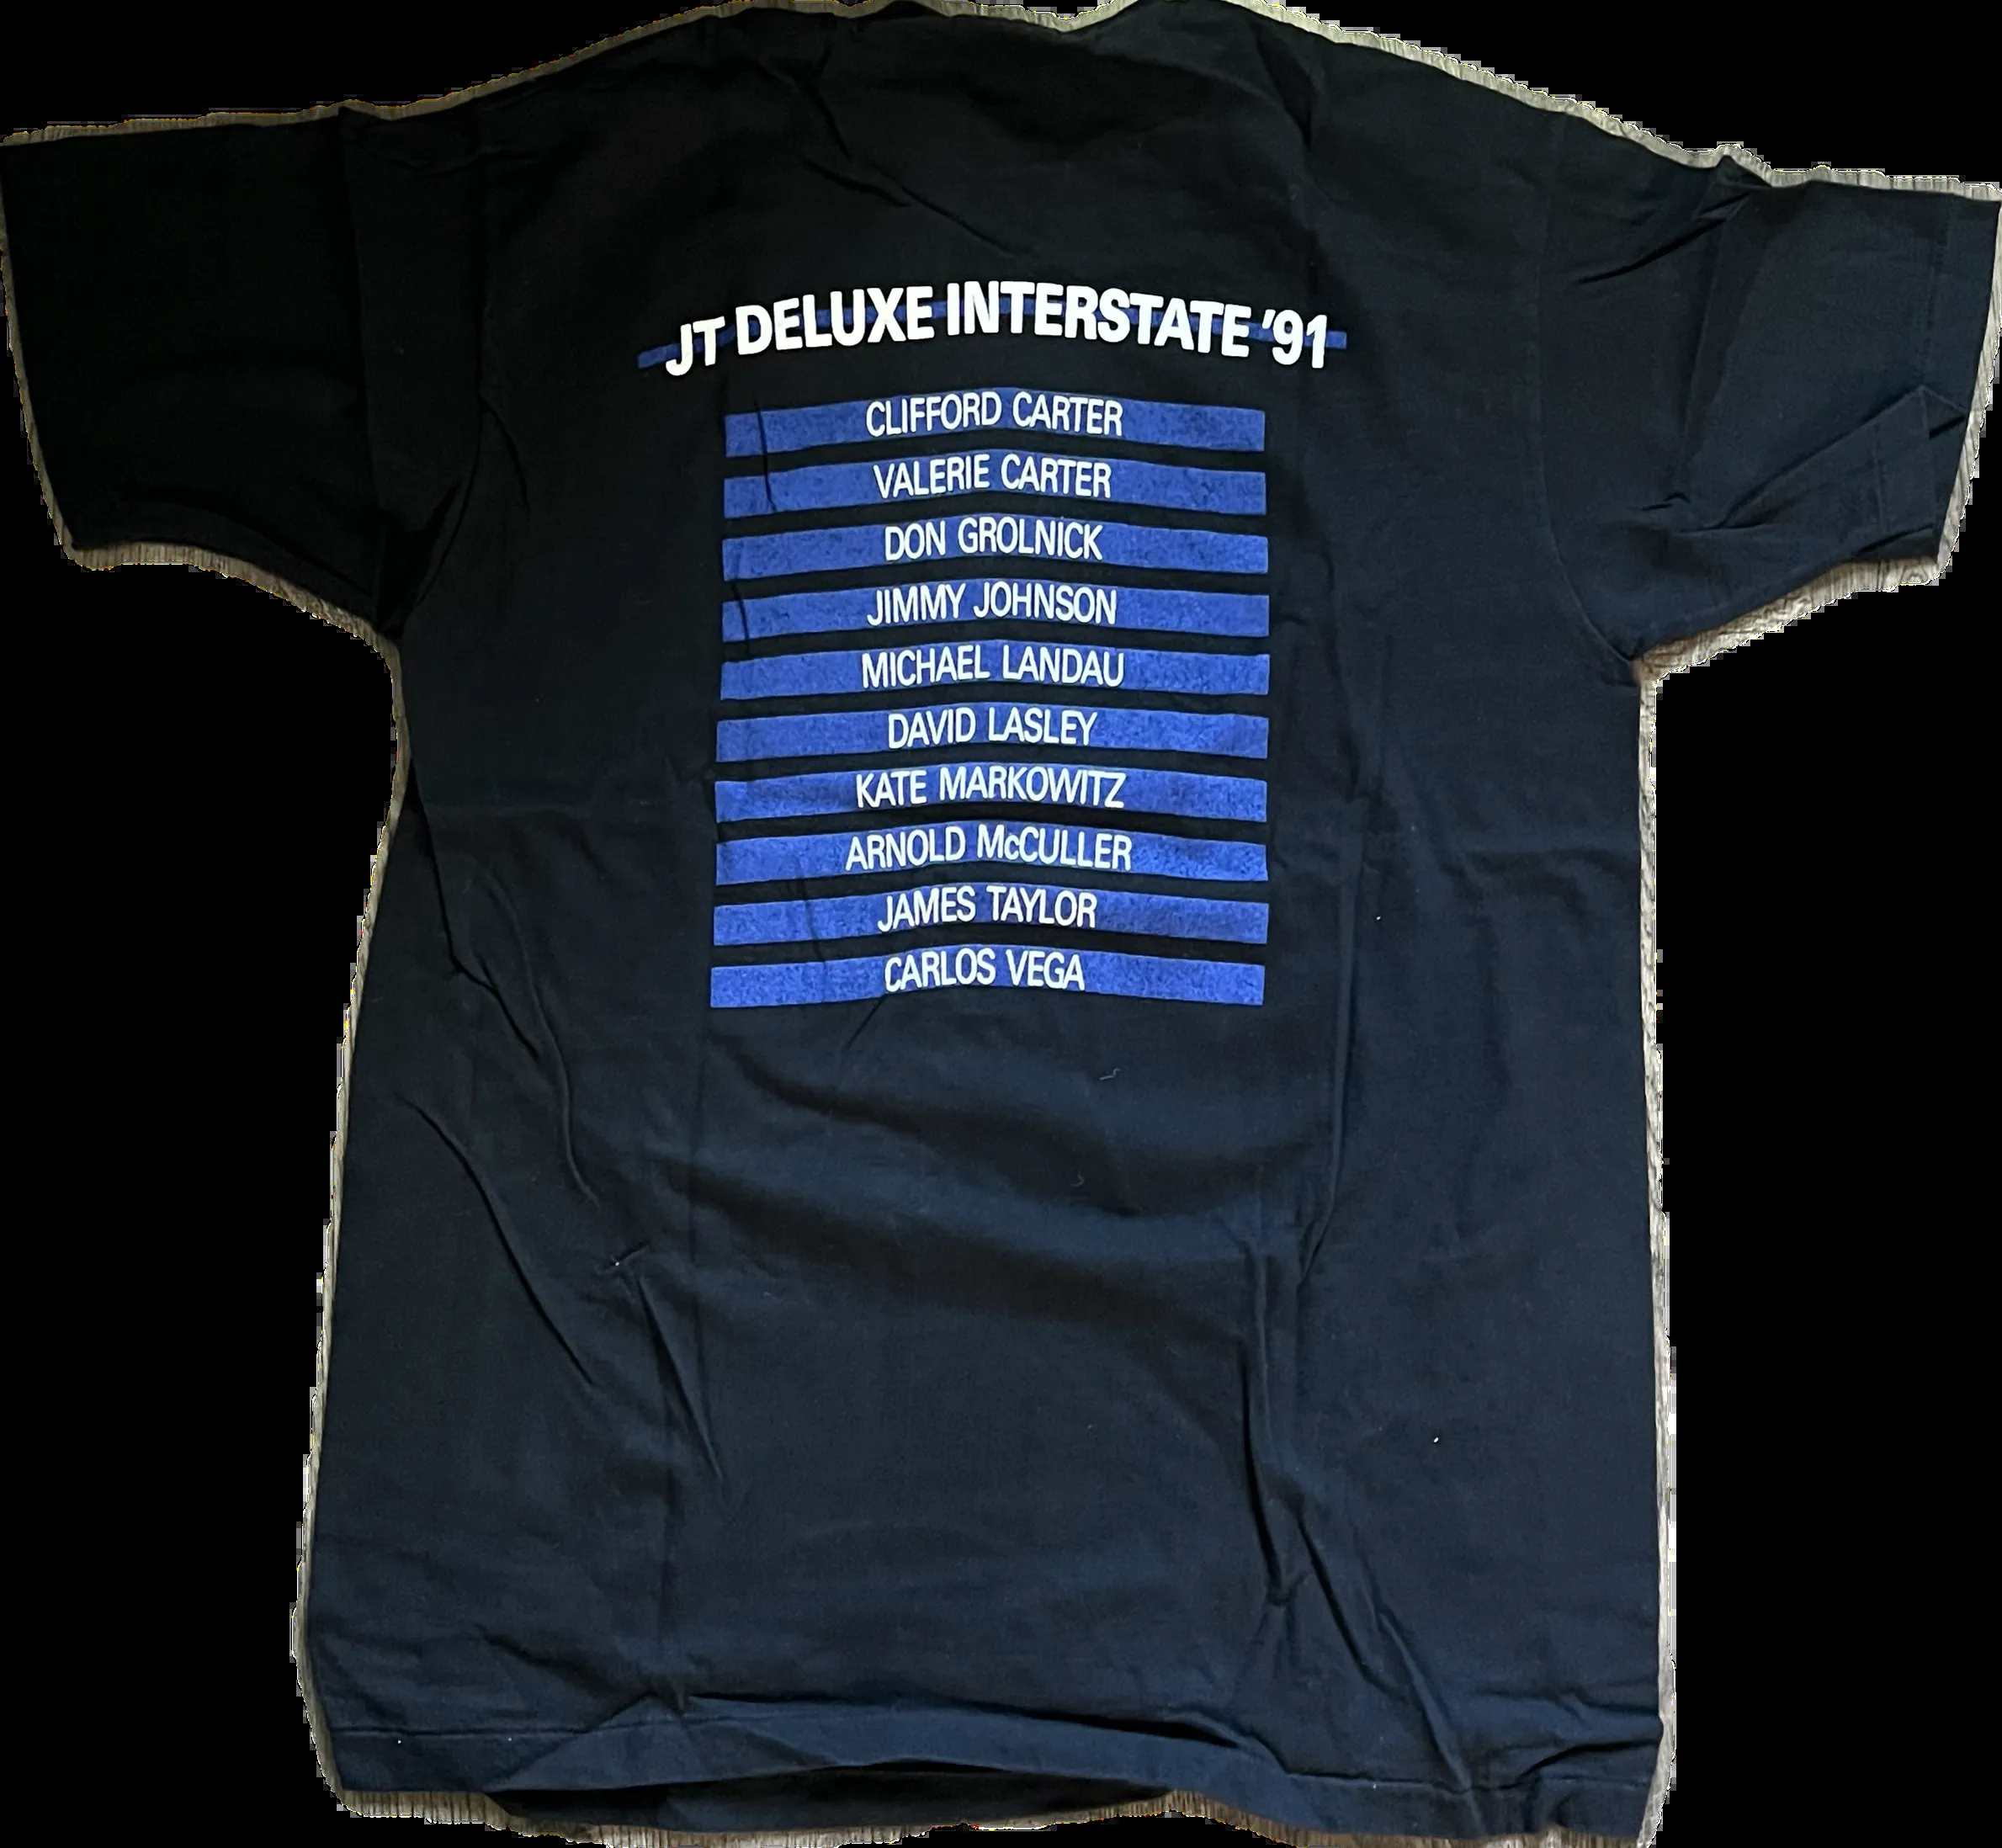 JT DELUXE INTERSTATE '91
CLIFFORD CARTER
VALERIE CARTER
DON GROLNICK
JIMMY JOHNSON
MICHAEL LANDAU
DAVID LASLEY
KATE MARKOWITZ
ARNOLD McCULLER
JAMES TAYLOR
CARLOS VEGA